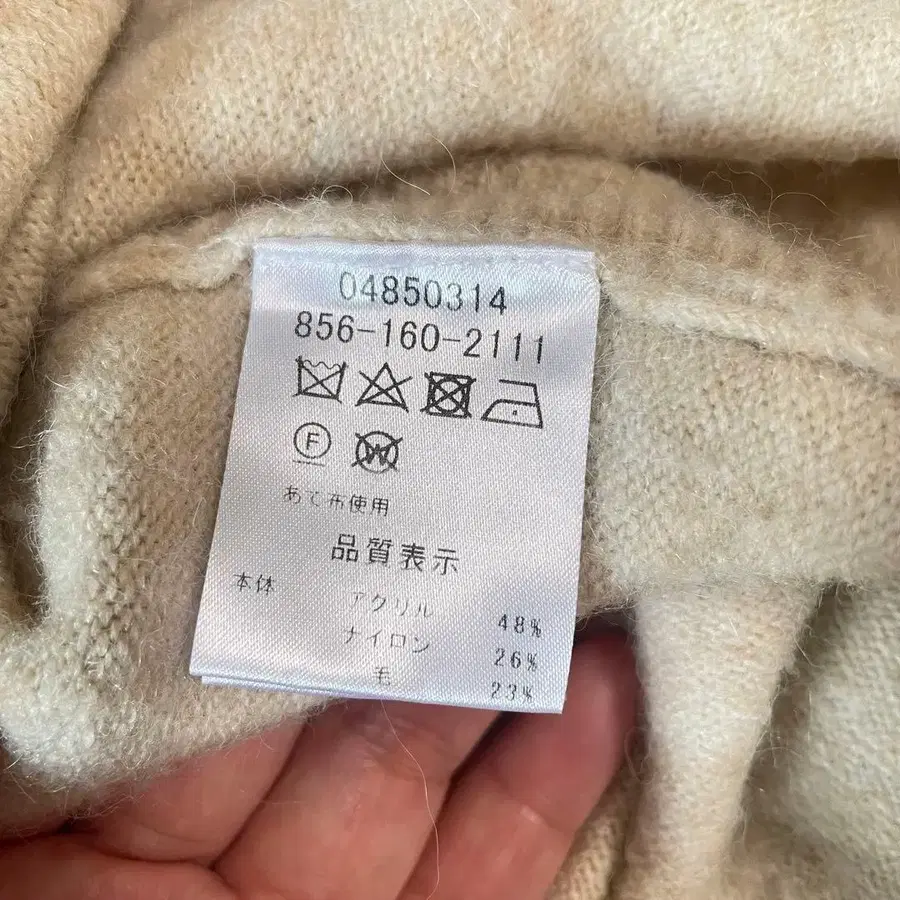 04850314
856-160-2111
F W
あて布使用
品質表示
本体 アクリル 48%
ナイロン 26%
毛 23%